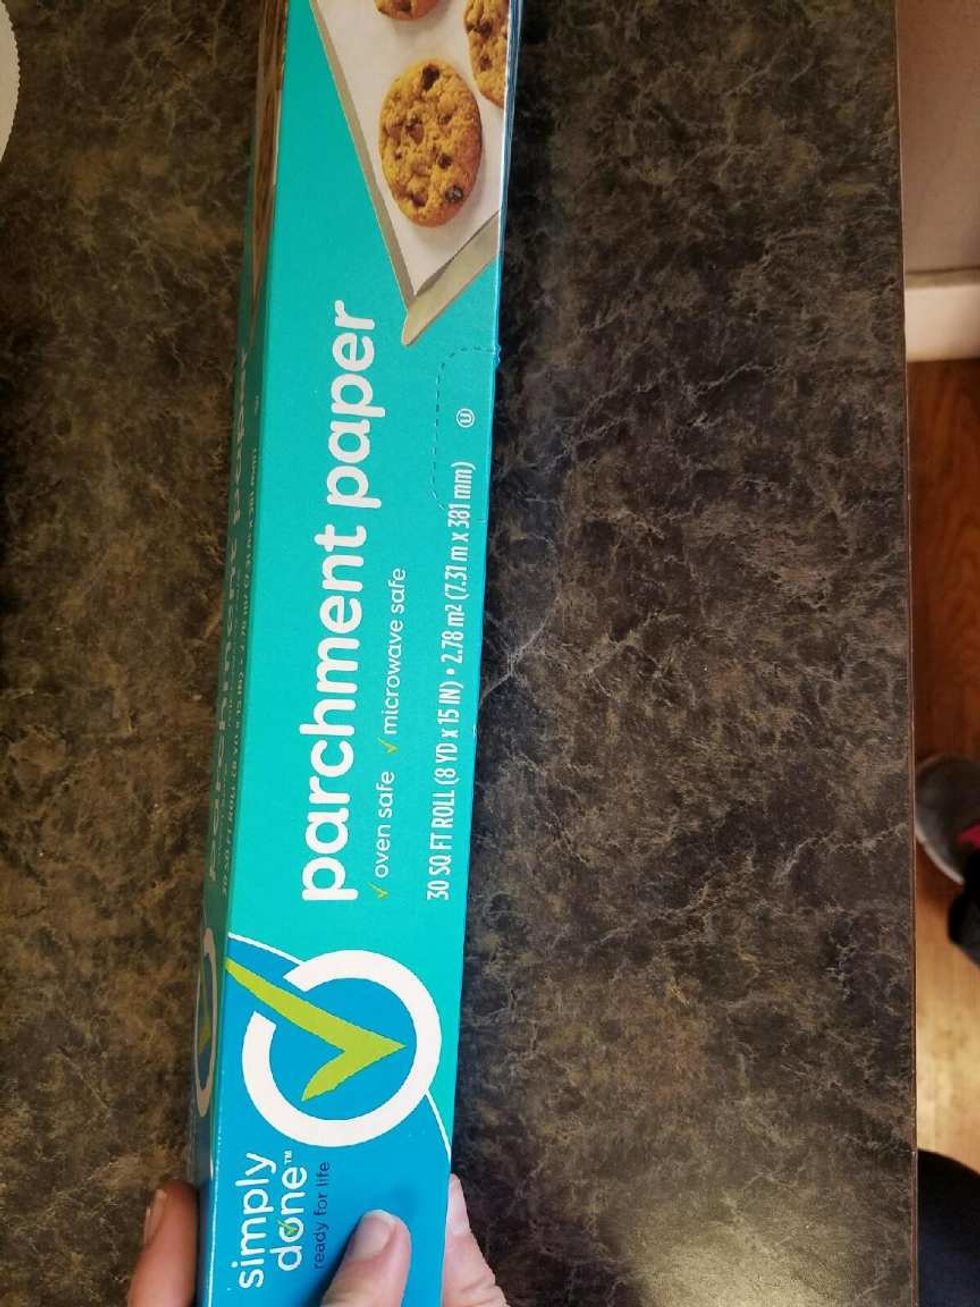 simply
done™
ready for life
parchment paper
✓ oven safe ✓ microwave safe
30 SQ FT ROLL (8 YD x 15 IN) • 2.78 m² (7.31 m x 381 mm) Ⓤ